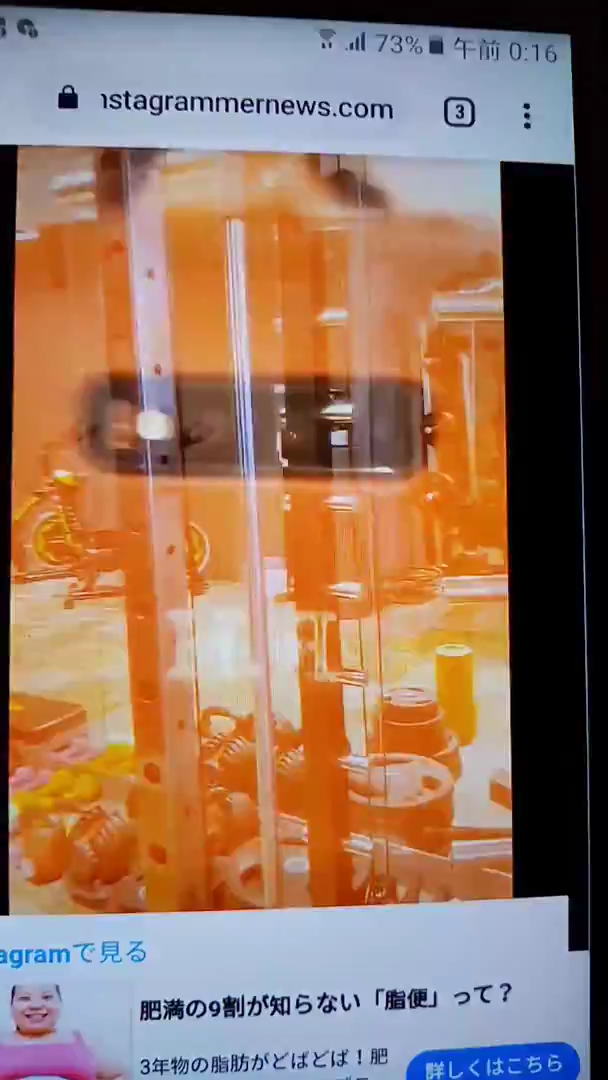 73% 午前 0:16
nstagrammernews.com 3
agramで見る
肥満の9割が知らない「脂便」って?
3年物の脂肪がどばどば!肥
詳しくはこちら